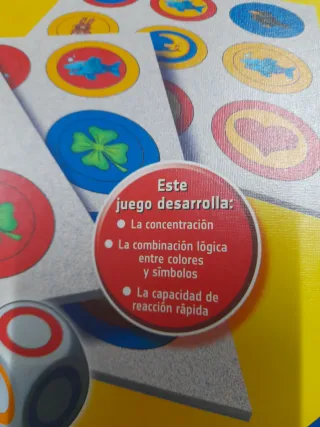 Este
juego desarrolla:
● La concentración
● La combinación lógica
entre colores
y símbolos
● La capacidad de
reacción rápida